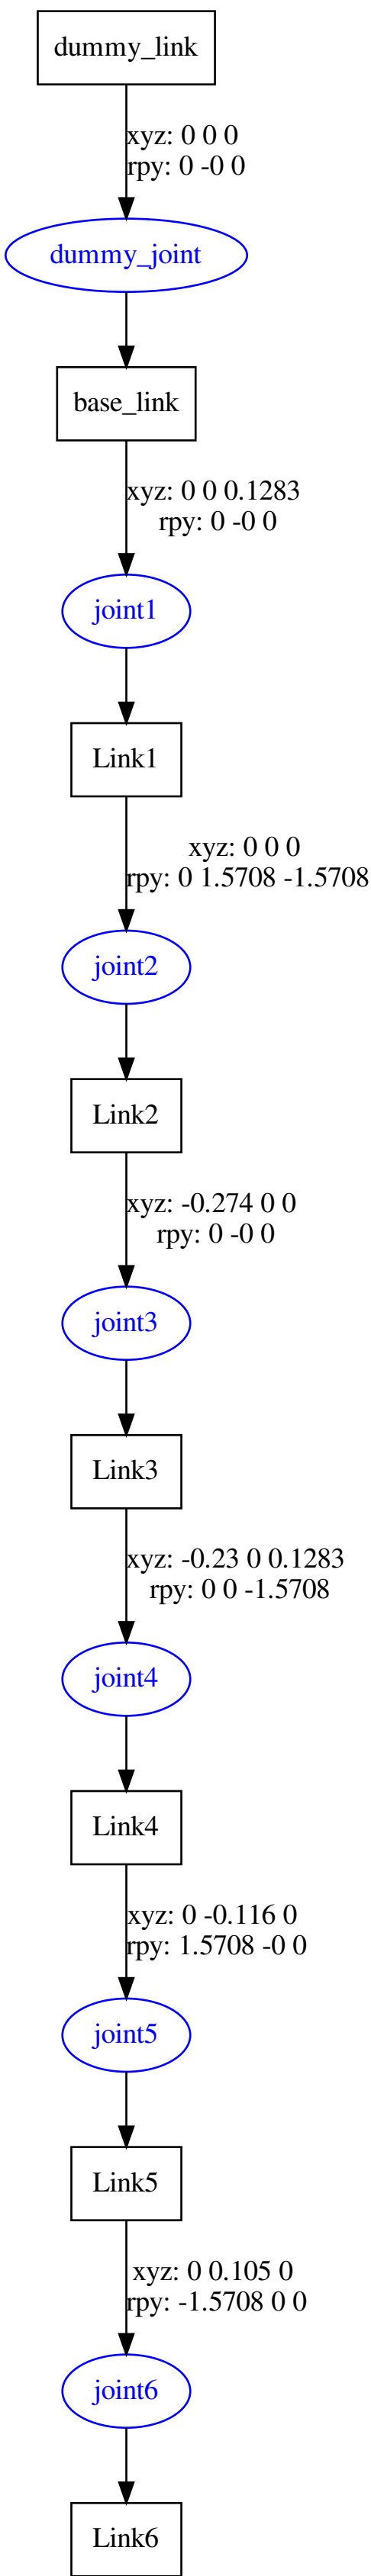 dummy_link
xyz: 0 0 0
rpy: 0 -0 0
dummy_joint
base_link
xyz: 0 0 0.1283
rpy: 0 -0 0
joint1
Link1
xyz: 0 0 0
rpy: 0 1.5708 -1.5708
joint2
Link2
xyz: -0.274 0 0
rpy: 0 -0 0
joint3
Link3
xyz: -0.23 0 0.1283
rpy: 0 0 -1.5708
joint4
Link4
xyz: 0 -0.116 0
rpy: 1.5708 -0 0
joint5
Link5
xyz: 0 0.105 0
rpy: -1.5708 0 0
joint6
Link6